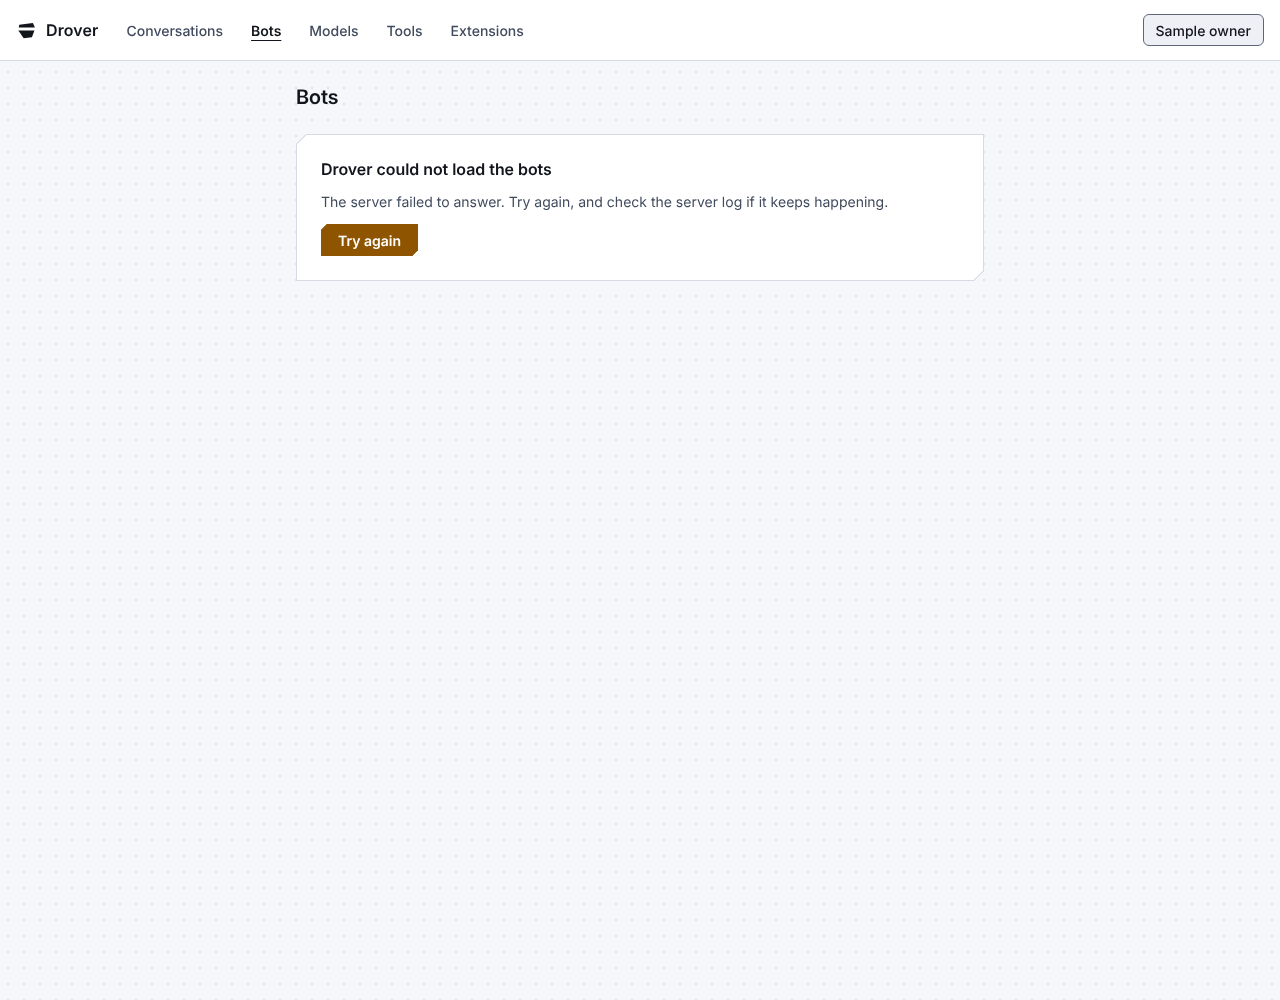 Drover
Conversations
Bots
Models
Tools
Extensions
Sample owner
Bots
Drover could not load the bots
The server failed to answer. Try again, and check the server log if it keeps happening.
Try again